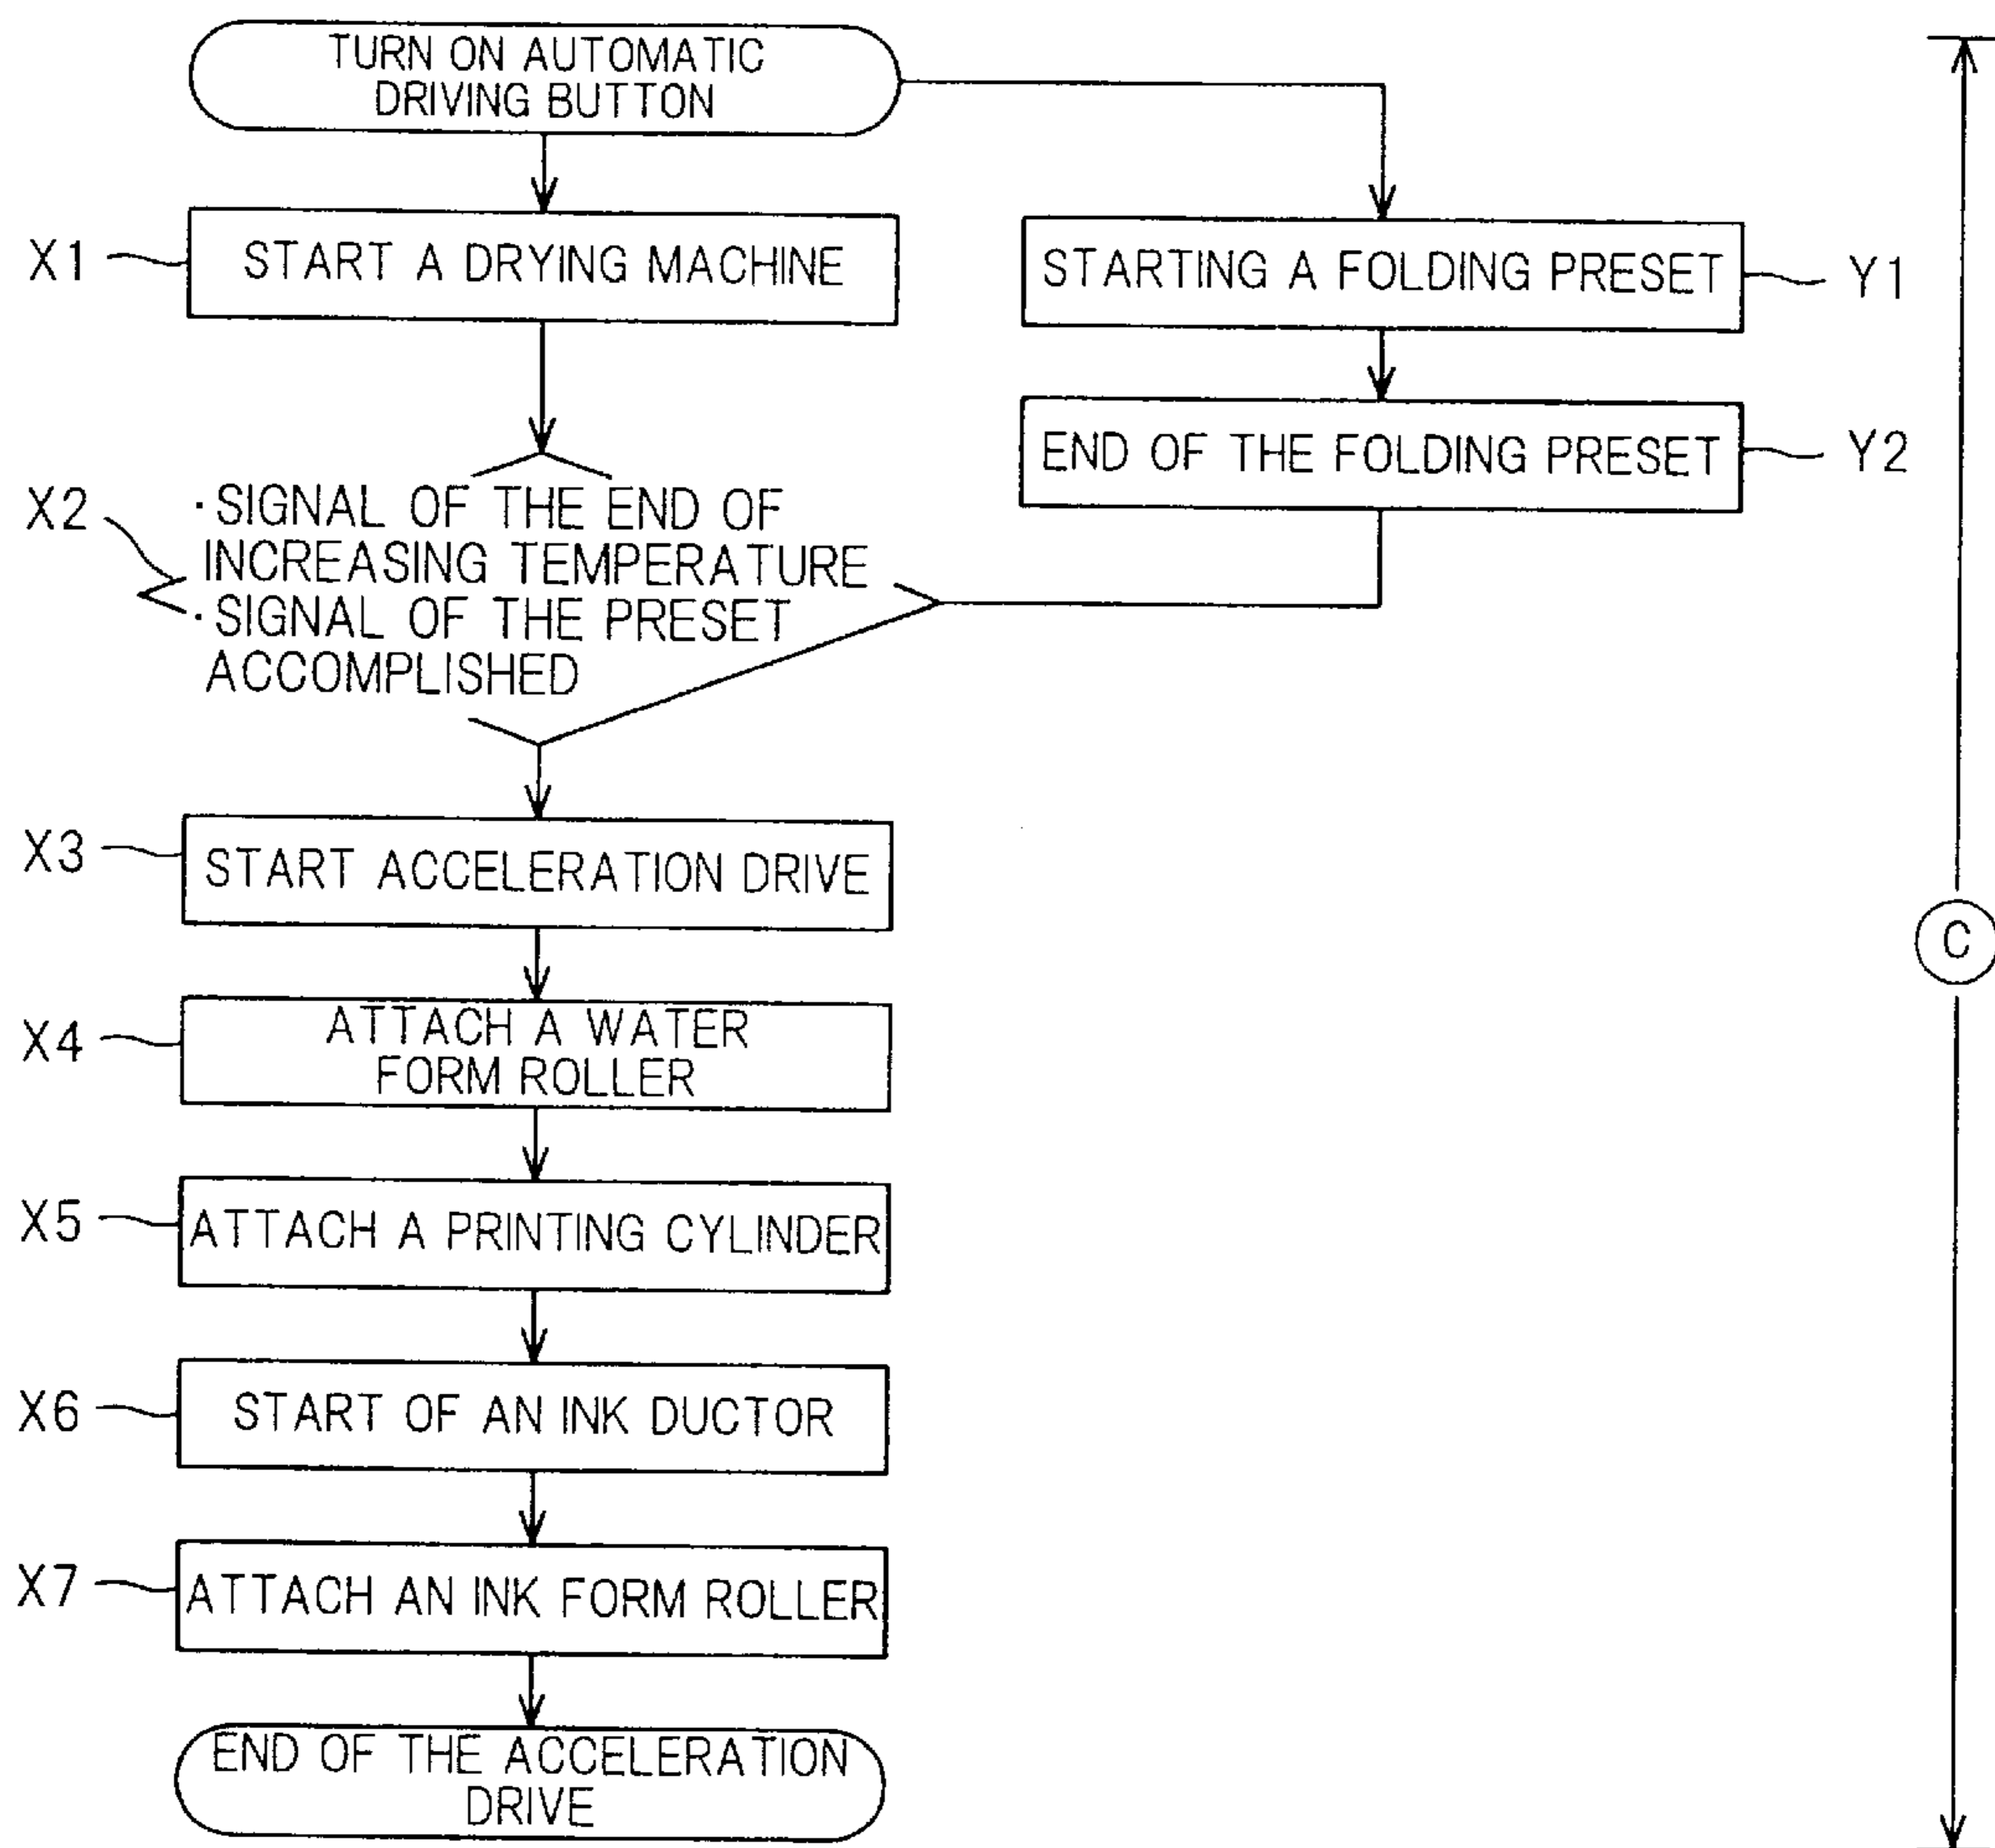 TURN ON AUTOMATIC
DRIVING BUTTON
X1
START A DRYING MACHINE
STARTING A FOLDING PRESET
Y1
END OF THE FOLDING PRESET
Y2
X2
·SIGNAL OF THE END OF
INCREASING TEMPERATURE
·SIGNAL OF THE PRESET
ACCOMPLISHED
X3
START ACCELERATION DRIVE
C
X4
ATTACH A WATER
FORM ROLLER
X5
ATTACH A PRINTING CYLINDER
X6
START OF AN INK DUCTOR
X7
ATTACH AN INK FORM ROLLER
END OF THE ACCELERATION
DRIVE